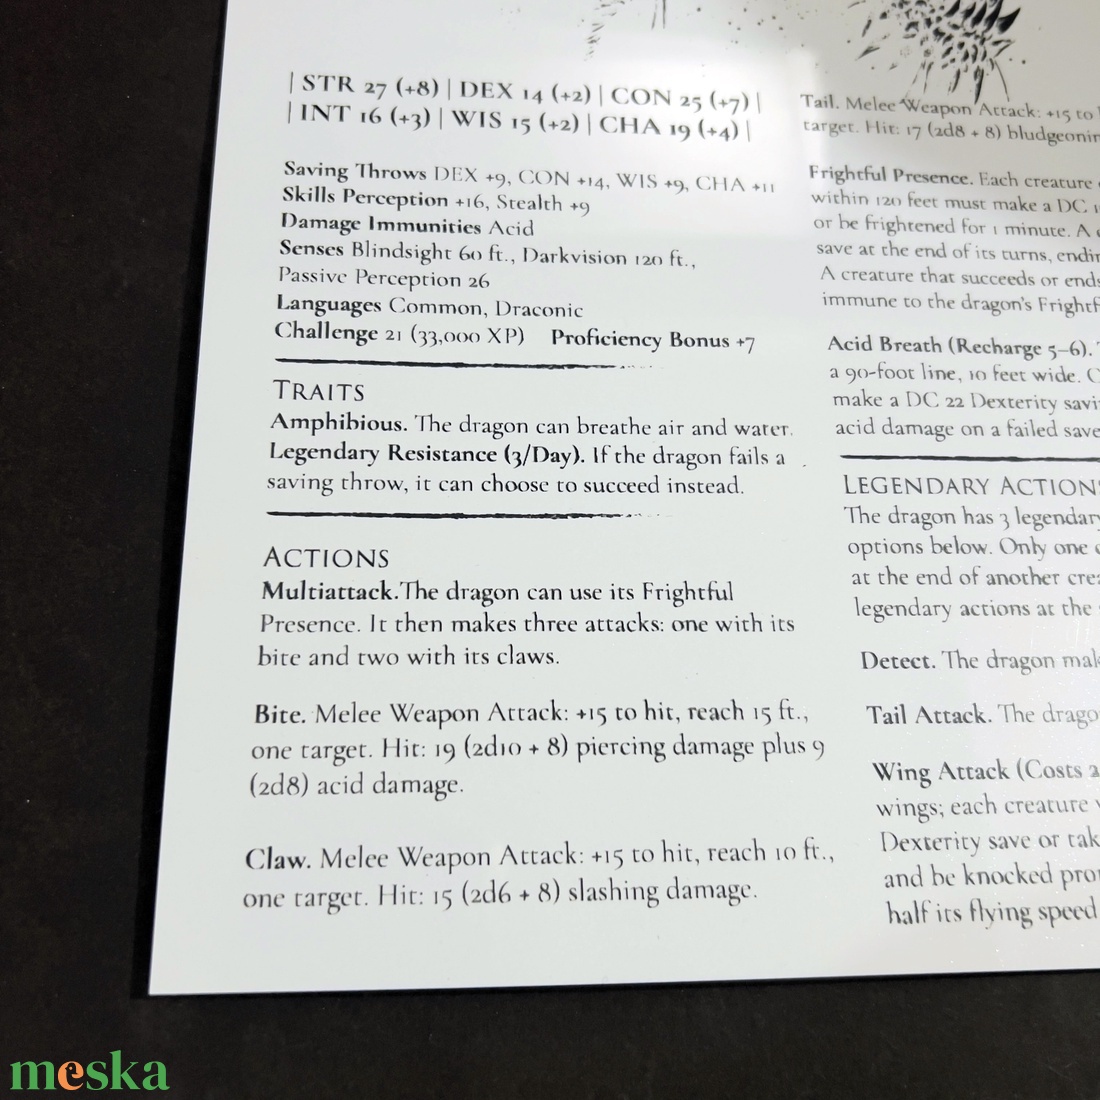 | STR 27 (+8) | DEX 14 (+2) | CON 25 (+7) |
| INT 16 (+3) | WIS 15 (+2) | CHA 19 (+4) |
Saving Throws DEX +9, CON +14, WIS +9, CHA +11
Skills Perception +16, Stealth +9
Damage Immunities Acid
Senses Blindsight 60 ft., Darkvision 120 ft.,
Passive Perception 26
Languages Common, Draconic
Challenge 21 (33,000 XP) Proficiency Bonus +7
TRAITS
Amphibious. The dragon can breathe air and water.
Legendary Resistance (3/Day). If the dragon fails a
saving throw, it can choose to succeed instead.
ACTIONS
Multiattack.The dragon can use its Frightful
Presence. It then makes three attacks: one with its
bite and two with its claws.
Bite. Melee Weapon Attack: +15 to hit, reach 15 ft.,
one target. Hit: 19 (2d10 + 8) piercing damage plus 9
(2d8) acid damage.
Claw. Melee Weapon Attack: +15 to hit, reach 10 ft.,
one target. Hit: 15 (2d6 + 8) slashing damage.
Tail. Melee Weapon Attack: +15 to
target. Hit: 17 (2d8 + 8) bludgeonin
Frightful Presence. Each creature
within 120 feet must make a DC
or be frightened for 1 minute. A
save at the end of its turns, endin
A creature that succeeds or ends
immune to the dragon's Frightf
Acid Breath (Recharge 5–6).
a 90-foot line, 10 feet wide.
make a DC 22 Dexterity savi
acid damage on a failed save
LEGENDARY ACTIONS
The dragon has 3 legendary
options below. Only one
at the end of another crea
legendary actions at the
Detect. The dragon mak
Tail Attack. The drago
Wing Attack (Costs 2
wings; each creature
Dexterity save or tak
and be knocked pron
half its flying speed
meska